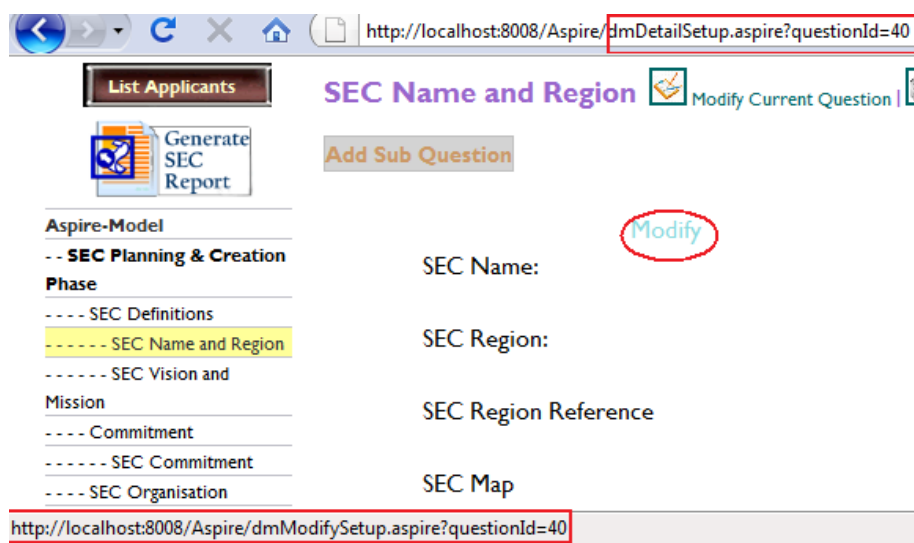 http://localhost:8008/Aspire/dmDetailSetup.aspire?questionId=40
List Applicants
SEC Name and Region Modify Current Question |
Generate
SEC
Report
Add Sub Question
Aspire-Model
- - SEC Planning & Creation
Phase
- - - - SEC Definitions
- - - - - - SEC Name and Region
- - - - - - SEC Vision and
Mission
- - - - Commitment
- - - - - - SEC Commitment
- - - - SEC Organisation
Modify
SEC Name:
SEC Region:
SEC Region Reference
SEC Map
http://localhost:8008/Aspire/dmModifySetup.aspire?questionId=40